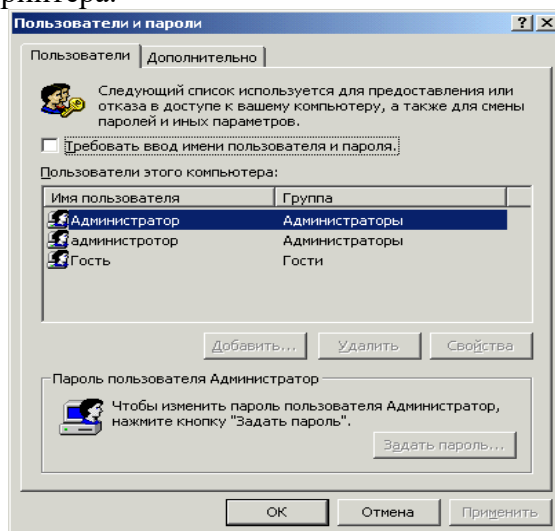 ринтера.
Пользователи и пароли
Пользователи Дополнительно
Следующий список используется для предоставления или
отказа в доступе к вашему компьютеру, а также для смены
паролей и иных параметров.
Требовать ввод имени пользователя и пароля.
Пользователи этого компьютера:
Имя пользователя Группа
Администратор Администраторы
администротор Администраторы
Гость Гости
Добавить... Удалить Свойства
Пароль пользователя Администратор
Чтобы изменить пароль пользователя Администратор,
нажмите кнопку "Задать пароль".
Задать пароль...
ОК Отмена Применить